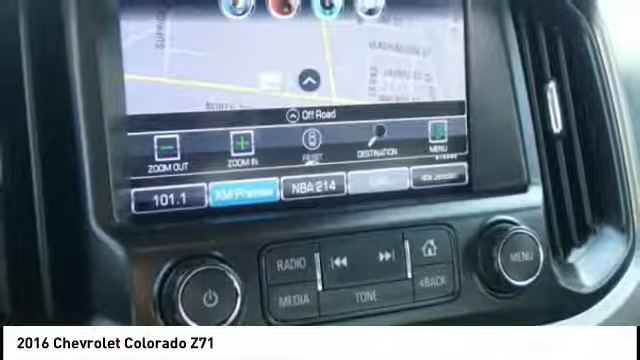 Off Road
ZOOM OUT ZOOM IN RESET DESTINATION MENU
101.1 XM Preview NBA 214
RADIO MENU
MEDIA TONE BACK
2016 Chevrolet Colorado Z71